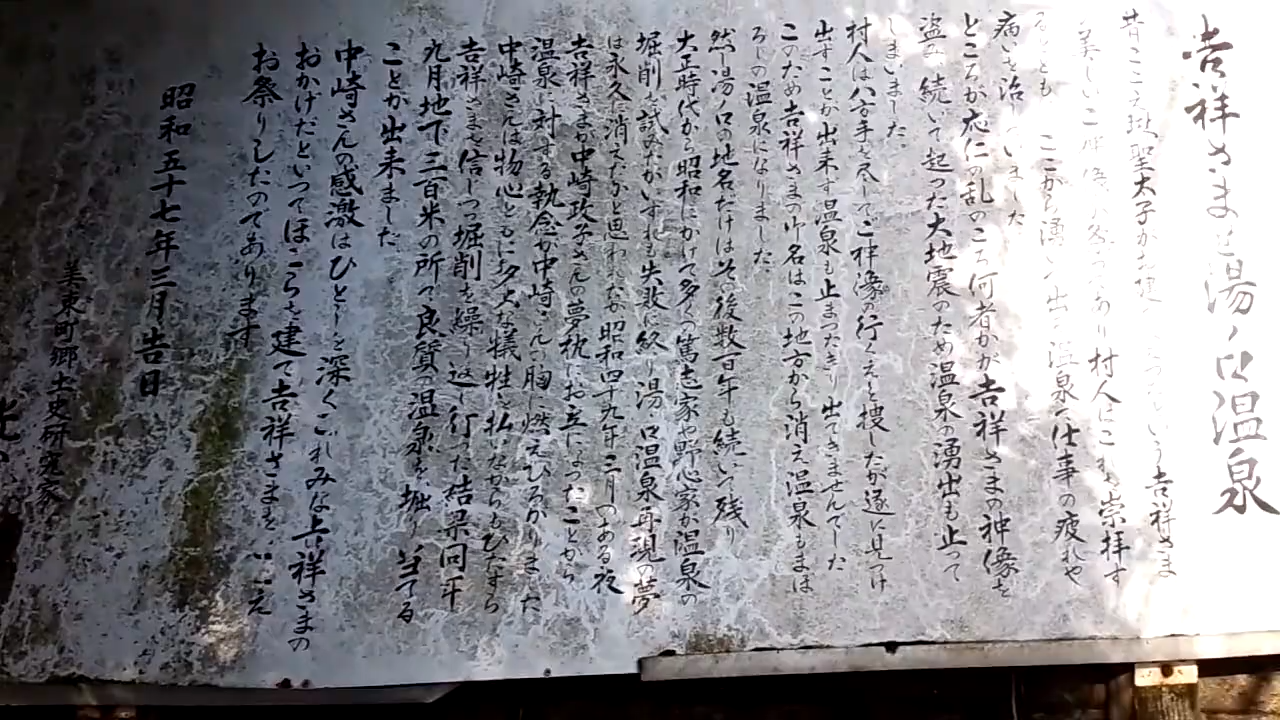 吉祥さまと湯ノ口温泉
昔ここえ聖太子がお という吉祥さま
美しいご神像が あり村人はこれを崇拝す
るとともに ここから湧い出る温泉で仕事の疲れや
病いを治していました
ところが応仁の乱のころ何者かが吉祥さまの神像を
盗み続いて起った大地震のため温泉の湧出も止って
しまいました
村人は八方手を尽してご神像の行くえを捜したが遂に見つけ
出すことが出来ず温泉も止まつたきり出てきませんでした
このため吉祥さまの御名はこの地方から消え温泉もまぼ
ろしの温泉になりました
然し湯ノ口の地名だけはその後数百年も続いて残り
大正時代から昭和にかけて多くの篤志家や野心家が温泉の
堀削を試みたがいずれも失敗に終り湯ノ口温泉再現の夢
は永久に消えたかと思われたが昭和四十九年二月のある夜
吉祥さまが中崎政子さんの夢枕にお立になつたことから
温泉に対する執念が中崎さんの胸に燃えひろがりました
中崎さんは物心ともに多大な犠牲を払いながらもひたすら
吉祥さまを信じつつ堀削を繰り返し行った結果同年
九月地下三百米の所で良質の温泉を堀り当てる
ことが出来ました
中崎さんの感激はひとしお深くこれみな吉祥さまの
おかげだといつてほこらを建て吉祥さまを ここえ
お祭りしたのであります
昭和五十七年三月吉日
美東町郷土史研究家